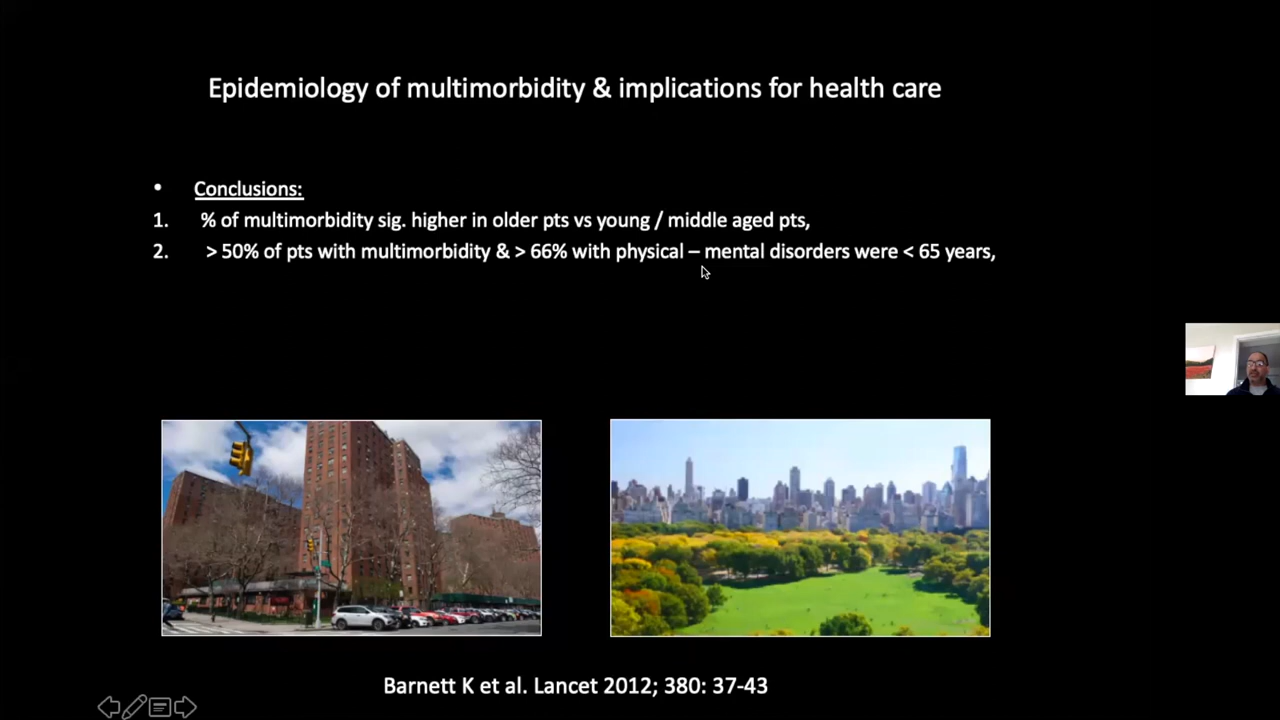 Epidemiology of multimorbidity & implications for health care
• Conclusions:
1. % of multimorbidity sig. higher in older pts vs young / middle aged pts,
2. > 50% of pts with multimorbidity & > 66% with physical – mental disorders were < 65 years,
Barnett K et al. Lancet 2012; 380: 37-43